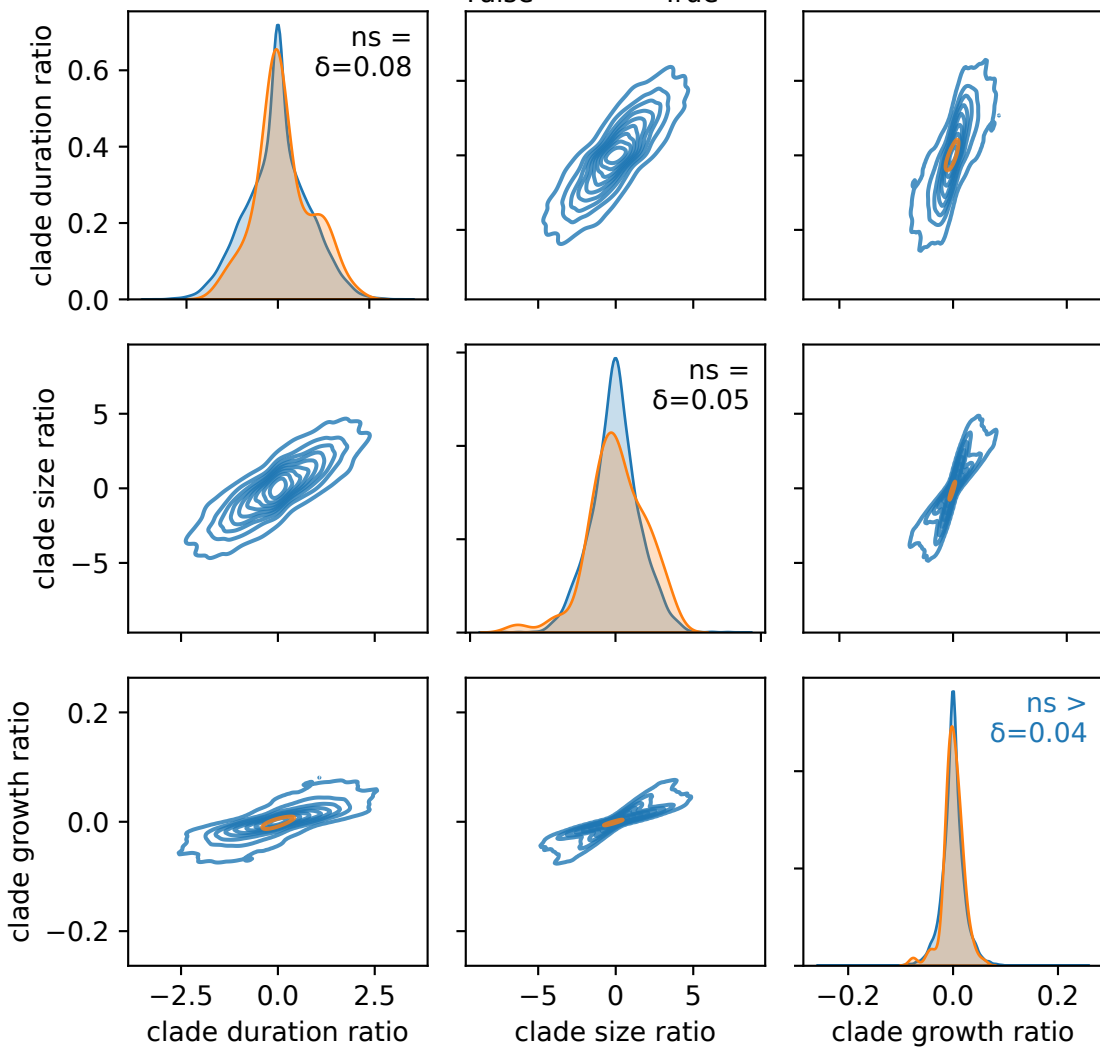 clade duration ratio
0.6
0.4
0.2
0.0
ns =
δ=0.08
clade size ratio
5
0
−5
ns =
δ=0.05
clade growth ratio
0.2
0.0
−0.2
ns >
δ=0.04
−2.5 0.0 2.5
clade duration ratio
−5 0 5
clade size ratio
−0.2 0.0 0.2
clade growth ratio